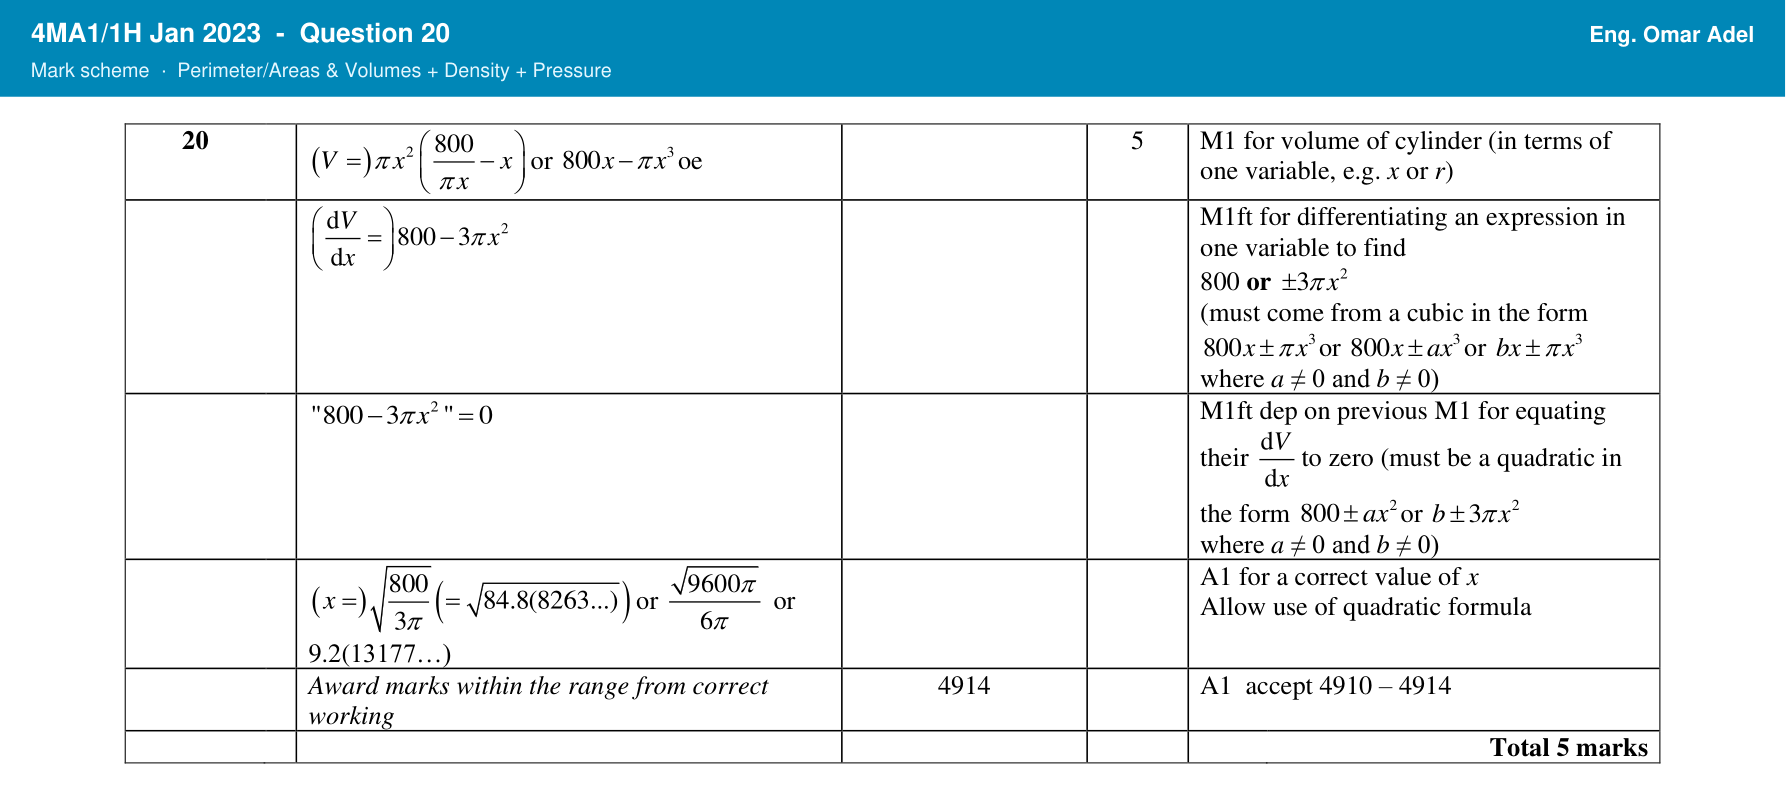 4MA1/1H Jan 2023 - Question 20
Eng. Omar Adel
Mark scheme · Perimeter/Areas & Volumes + Density + Pressure
20
(V =) πx²(800/πx − x) or 800x − πx³ oe
5
M1 for volume of cylinder (in terms of
one variable, e.g. x or r)
(dV/dx =) 800 − 3πx²
M1ft for differentiating an expression in
one variable to find
800 or ±3πx²
(must come from a cubic in the form
800x ± πx³ or 800x ± ax³ or bx ± πx³
where a ≠ 0 and b ≠ 0)
"800 − 3πx²" = 0
M1ft dep on previous M1 for equating
their dV/dx to zero (must be a quadratic in
the form 800 ± ax² or b ± 3πx²
where a ≠ 0 and b ≠ 0)
(x =) √(800/3π) (= √84.8(8263...)) or √9600π/6π or
9.2(13177…)
A1 for a correct value of x
Allow use of quadratic formula
Award marks within the range from correct
working
4914
A1 accept 4910 – 4914
Total 5 marks